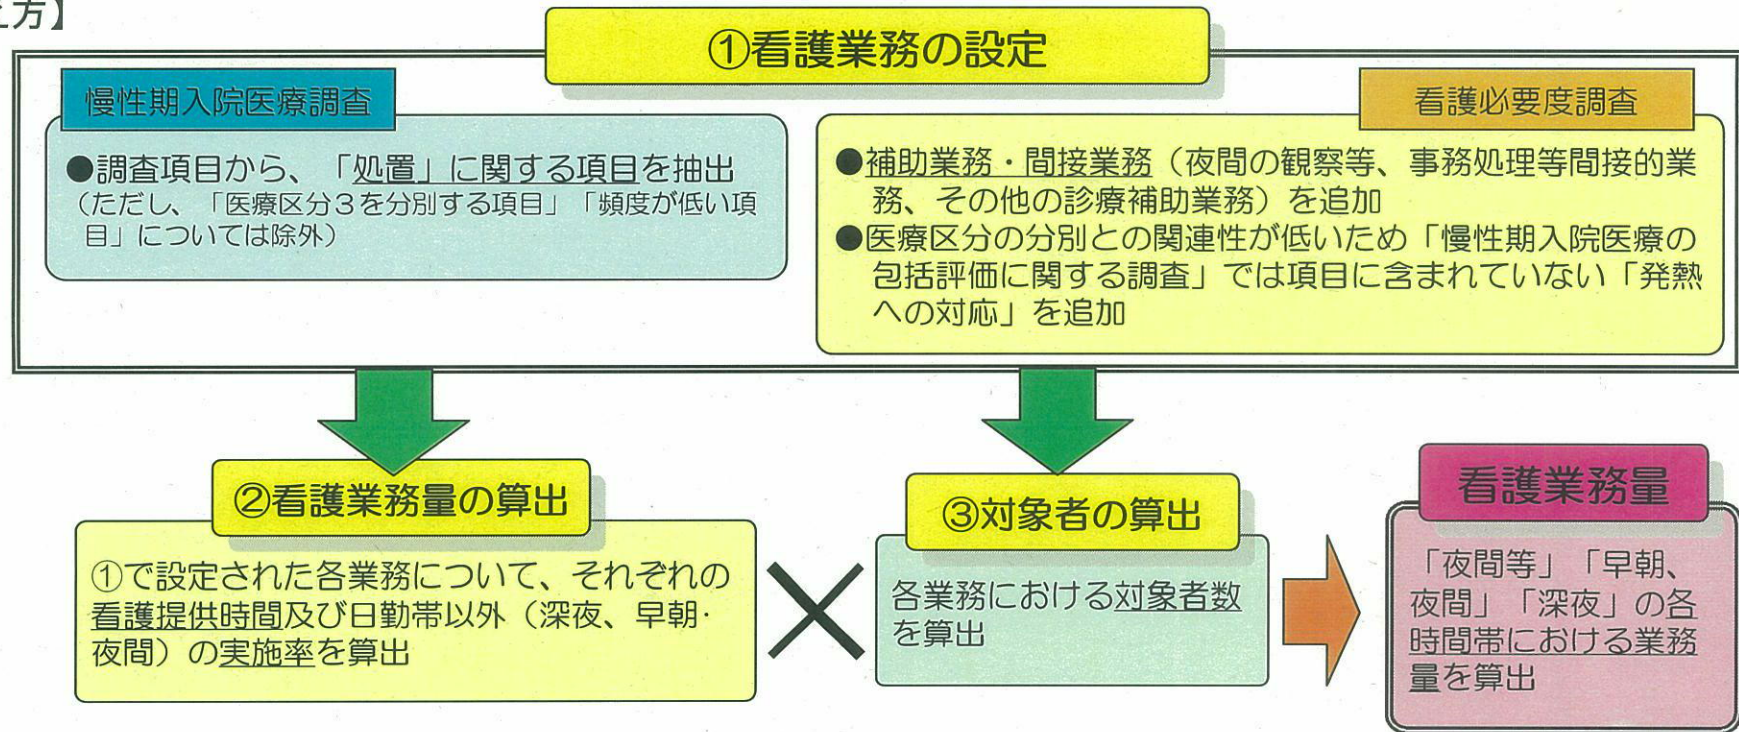 え方】
①看護業務の設定
慢性期入院医療調査
●調査項目から、「処置」に関する項目を抽出
(ただし、「医療区分3を分別する項目」「頻度が低い項
目」については除外)
看護必要度調査
●補助業務・間接業務(夜間の観察等、事務処理等間接的業
務、その他の診療補助業務)を追加
●医療区分の分別との関連性が低いため「慢性期入院医療の
包括評価に関する調査」では項目に含まれていない「発熱
への対応」を追加
②看護業務量の算出
①で設定された各業務について、それぞれの
看護提供時間及び日勤帯以外(深夜、早朝・
夜間)の実施率を算出
③対象者の算出
各業務における対象者数
を算出
看護業務量
「夜間等」「早朝、
夜間」「深夜」の各
時間帯における業務
量を算出